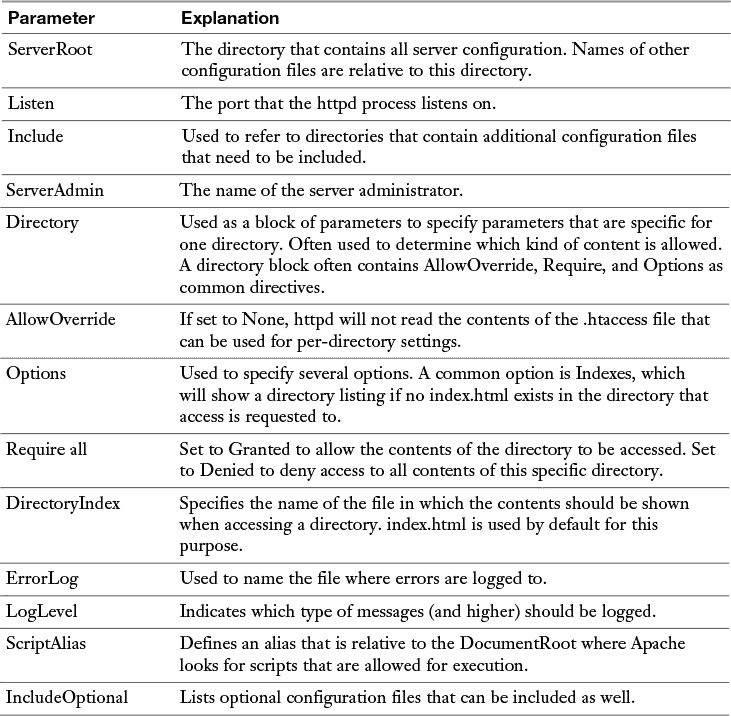 Parameter Explanation
ServerRoot The directory that contains all server configuration. Names of other
configuration files are relative to this directory.
Listen The port that the httpd process listens on.
Include Used to refer to directories that contain additional configuration files
that need to be included.
ServerAdmin The name of the server administrator.
Directory Used as a block of parameters to specify parameters that are specific for
one directory. Often used to determine which kind of content is allowed.
A directory block often contains AllowOverride, Require, and Options as
common directives.
AllowOverride If set to None, httpd will not read the contents of the .htaccess file that
can be used for per-directory settings.
Options Used to specify several options. A common option is Indexes, which
will show a directory listing if no index.html exists in the directory that
access is requested to.
Require all Set to Granted to allow the contents of the directory to be accessed. Set
to Denied to deny access to all contents of this specific directory.
DirectoryIndex Specifies the name of the file in which the contents should be shown
when accessing a directory. index.html is used by default for this
purpose.
ErrorLog Used to name the file where errors are logged to.
LogLevel Indicates which type of messages (and higher) should be logged.
ScriptAlias Defines an alias that is relative to the DocumentRoot where Apache
looks for scripts that are allowed for execution.
IncludeOptional Lists optional configuration files that can be included as well.